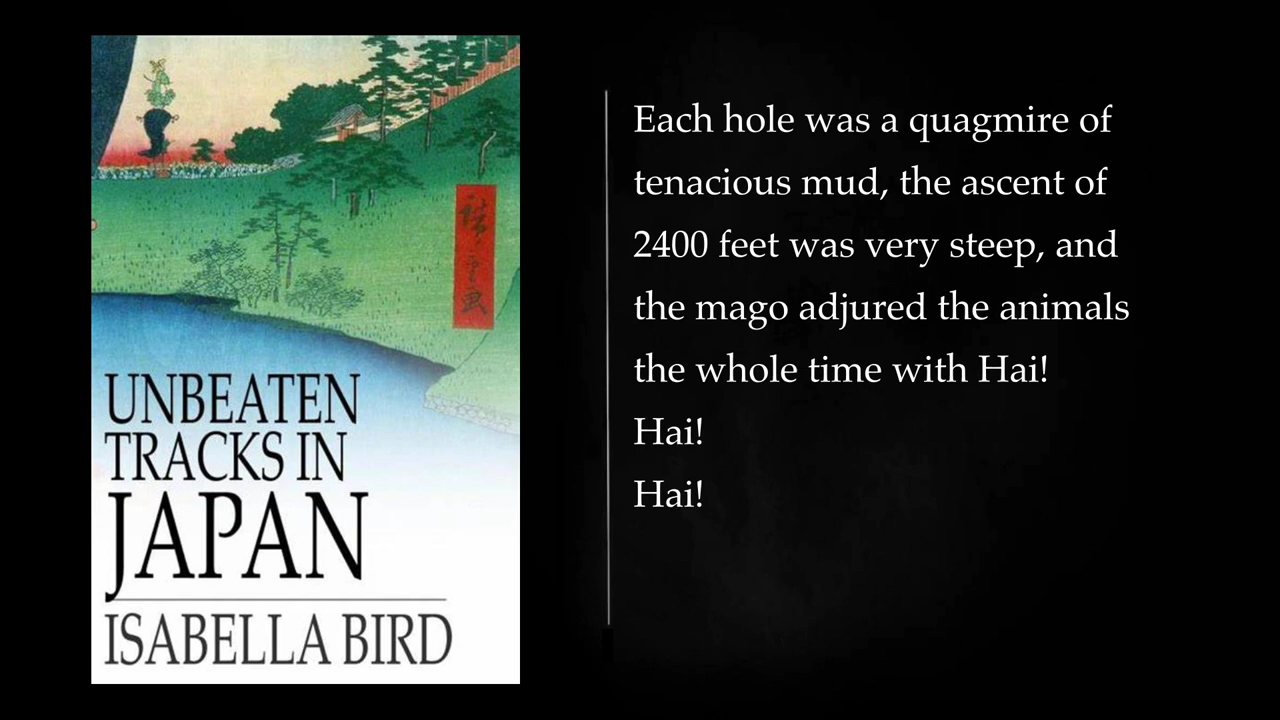 UNBEATEN
TRACKS IN
JAPAN
ISABELLA BIRD
Each hole was a quagmire of
tenacious mud, the ascent of
2400 feet was very steep, and
the mago adjured the animals
the whole time with Hai!
Hai!
Hai!